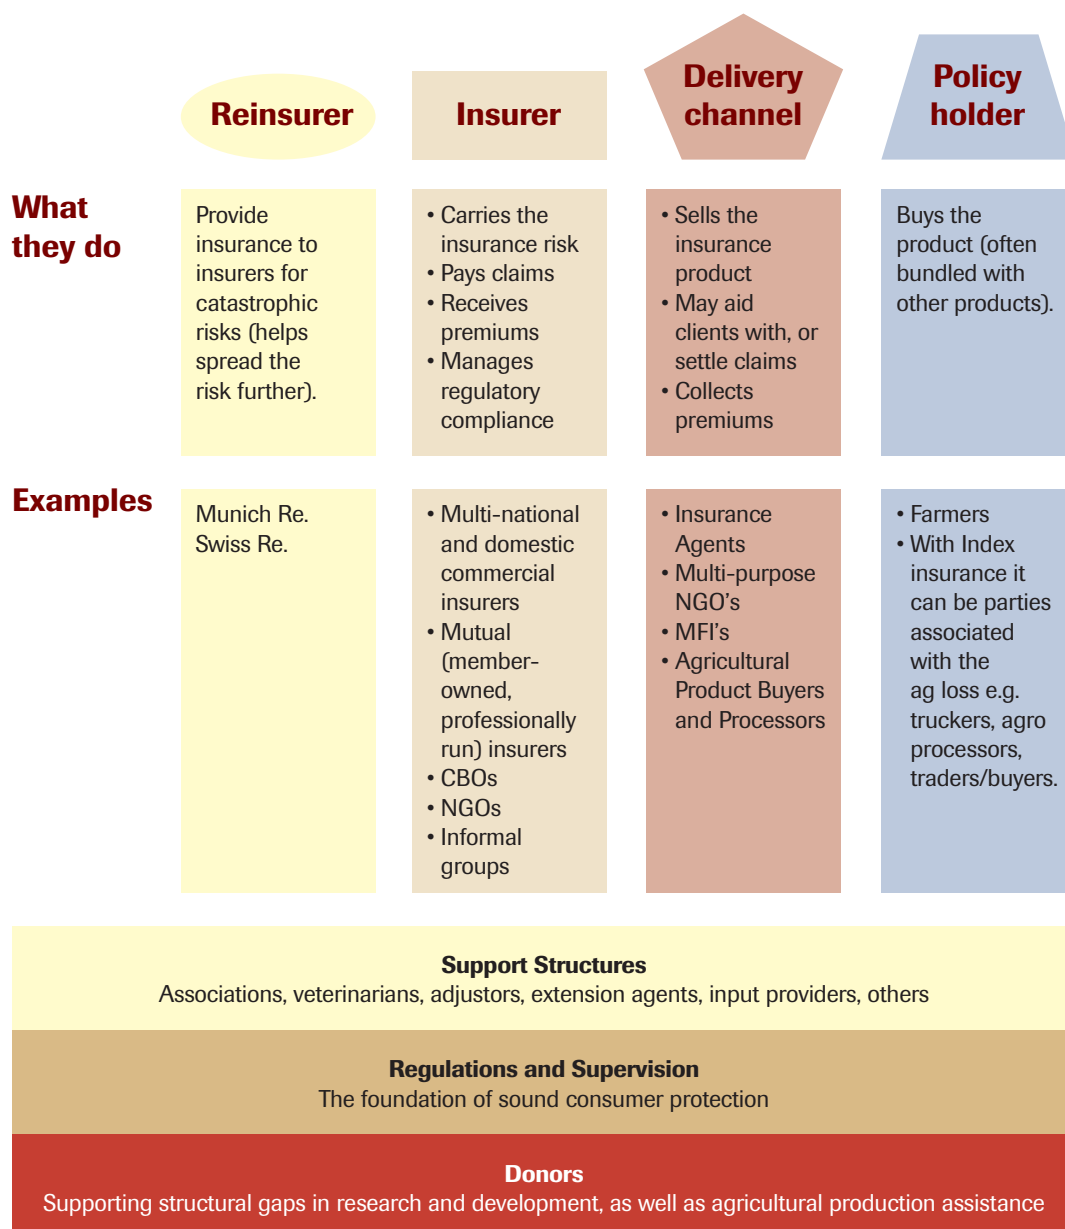 Reinsurer
Insurer
Delivery
channel
Policy
holder
What
they do
Provide
insurance to
insurers for
catastrophic
risks (helps
spread the
risk further).
• Carries the
insurance risk
• Pays claims
• Receives
premiums
• Manages
regulatory
compliance
• Sells the
insurance
product
• May aid
clients with, or
settle claims
• Collects
premiums
Buys the
product (often
bundled with
other products).
Examples
Munich Re.
Swiss Re.
• Multi-national
and domestic
commercial
insurers
• Mutual
(member-
owned,
professionally
run) insurers
• CBOs
• NGOs
• Informal
groups
• Insurance
Agents
• Multi-purpose
NGO's
• MFI's
• Agricultural
Product Buyers
and Processors
• Farmers
• With Index
insurance it
can be parties
associated
with the
ag loss e.g.
truckers, agro
processors,
traders/buyers.
Support Structures
Associations, veterinarians, adjustors, extension agents, input providers, others
Regulations and Supervision
The foundation of sound consumer protection
Donors
Supporting structural gaps in research and development, as well as agricultural production assistance